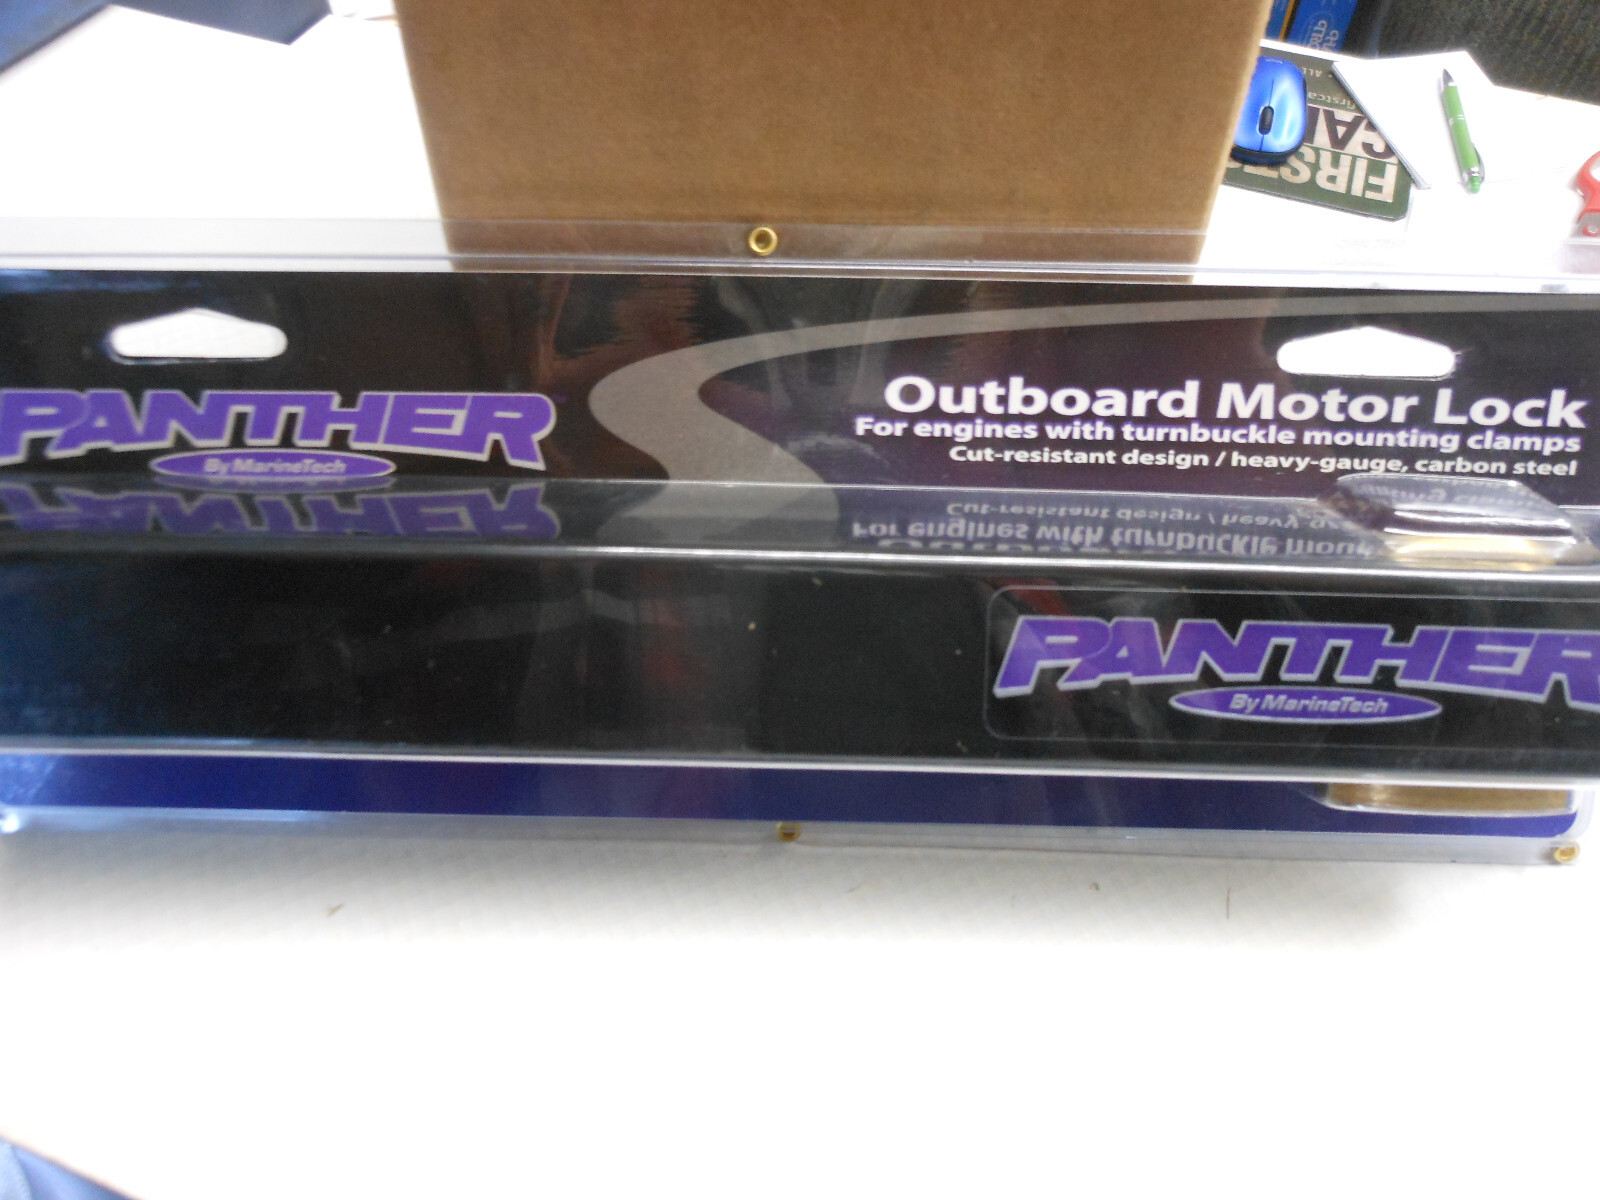 PANTHER
By MarineTech
Outboard Motor Lock
For engines with turnbuckle mounting clamps
Cut-resistant design / heavy-gauge, carbon steel
PANTHER
By MarineTech
FIRST